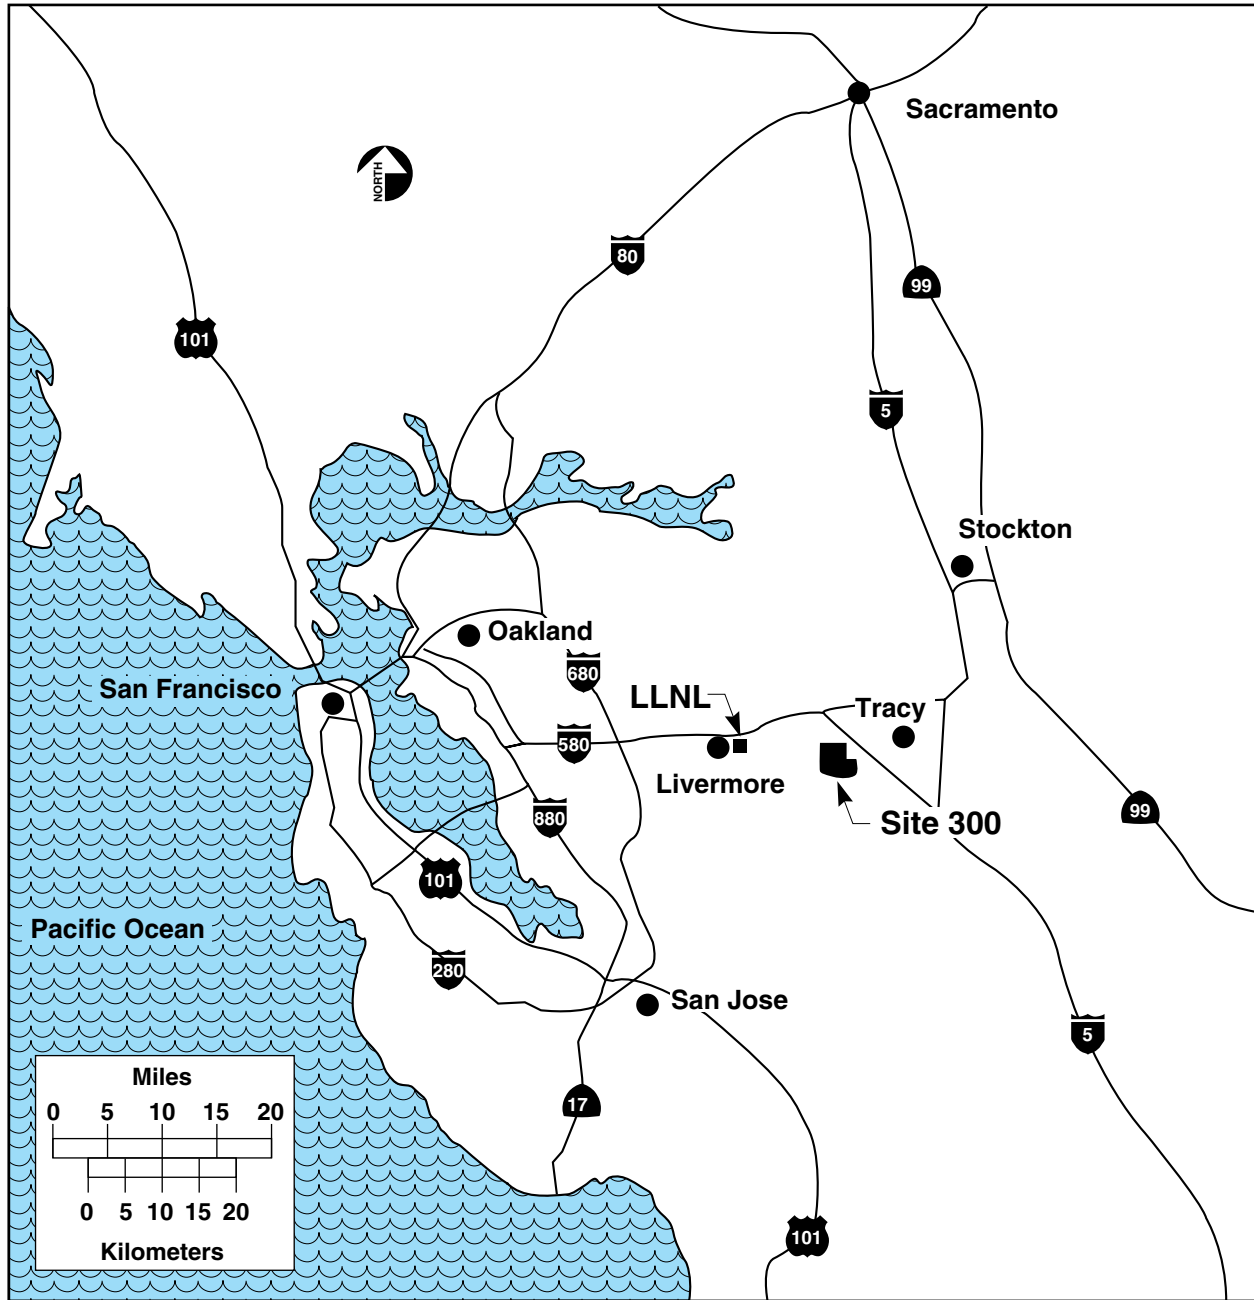 Sacramento
NORTH
80
99
101
5
Stockton
Oakland
680
San Francisco
LLNL
Tracy
580
Livermore
880
Site 300
99
101
Pacific Ocean
280
San Jose
5
Miles
0 5 10 15 20
0 5 10 15 20
Kilometers
17
101